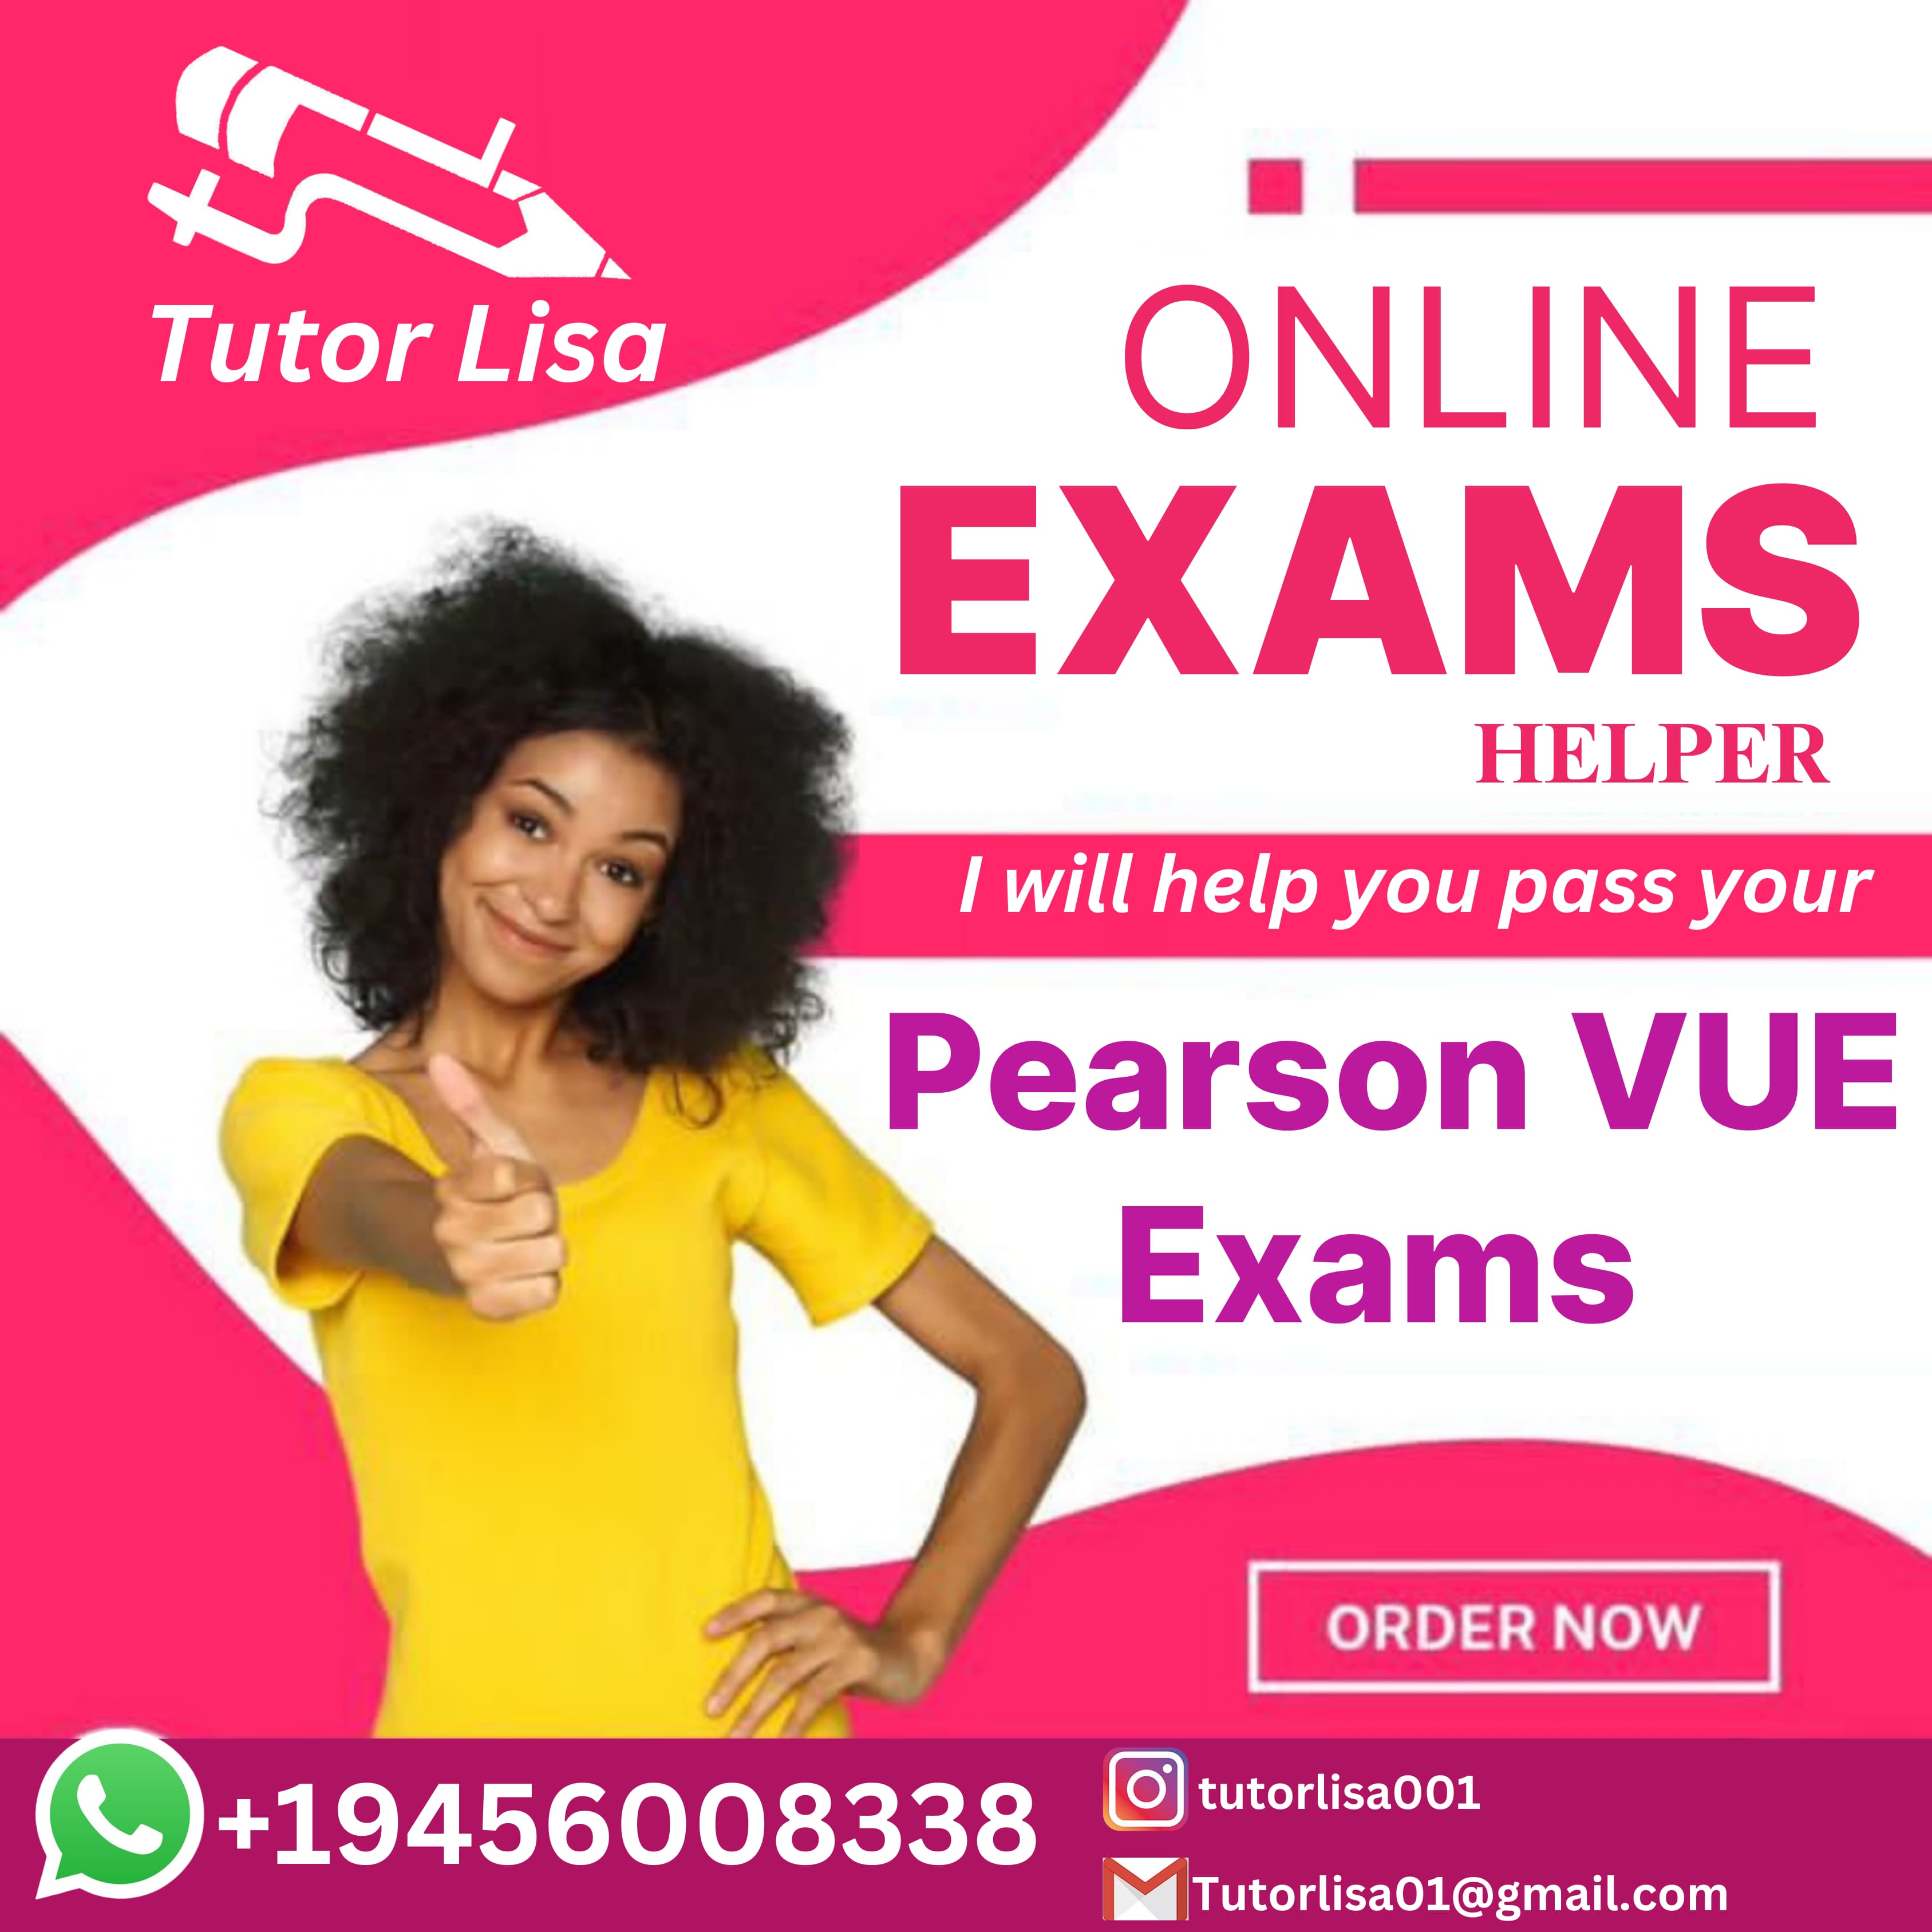 Tutor Lisa
ONLINE
EXAMS
HELPER
I will help you pass your
Pearson VUE
Exams
ORDER NOW
+19456008338
tutorlisa001
Tutorlisa01@gmail.com